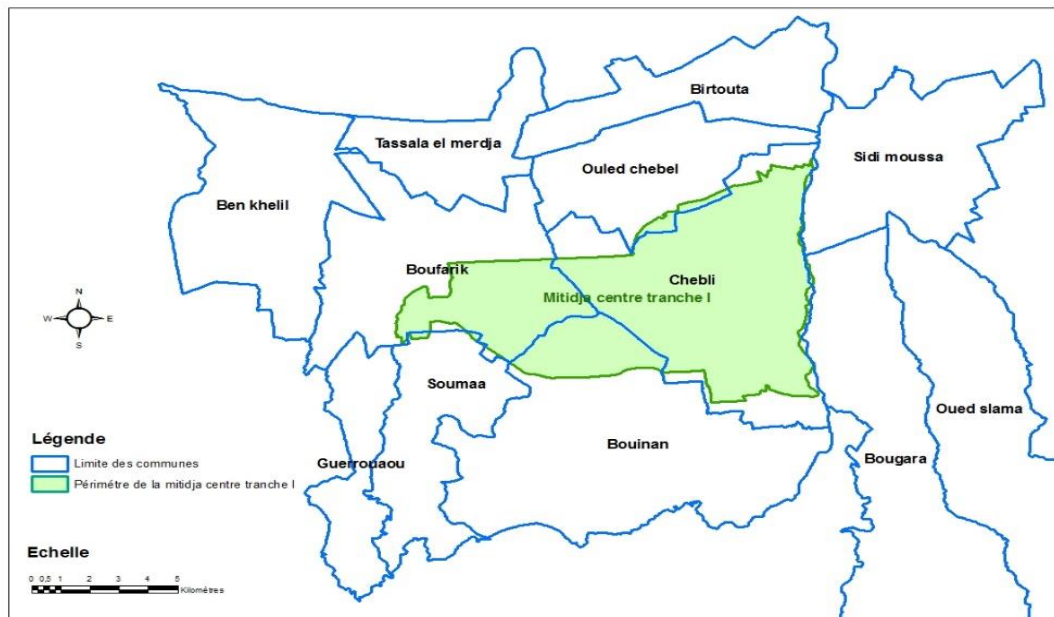 Birtouta
Tassala el merdja
Ouled chebel
Sidi moussa
Ben khelil
Boufarik
Chebli
Mitidja centre tranche I
N
W
E
S
Soumaa
Oued slama
Légende
Limite des communes
Périmétre de la mitidja centre tranche I
Guerrouaou
Bouinan
Bougara
Echelle
0 0,5 1 2 3 4 5
Kilométres